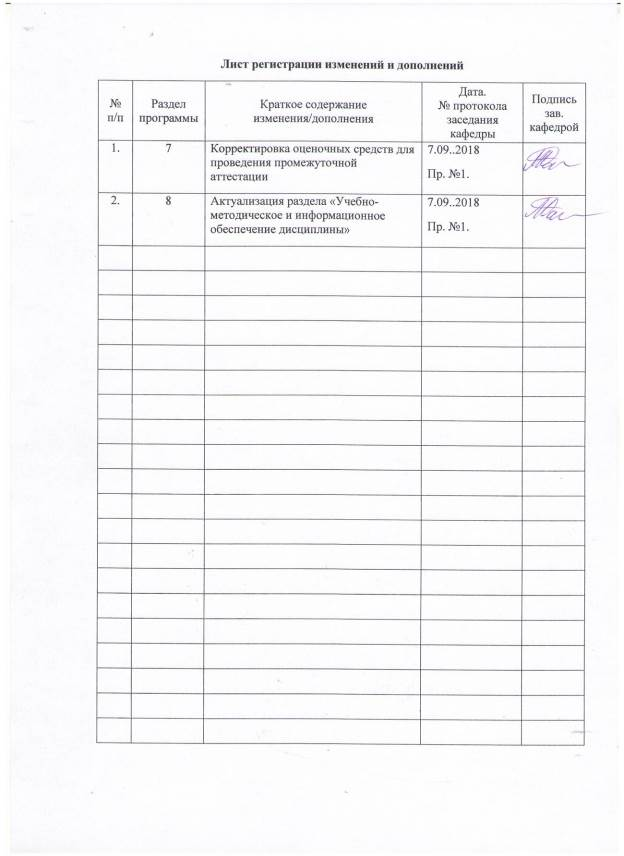 Лист регистрации изменений и дополнений
№
п/п
Раздел
программы
Краткое содержание
изменения/дополнения
Дата.
№ протокола
заседания
кафедры
Подпись
зав.
кафедрой
1.
7
Корректировка оценочных средств для
проведения промежуточной
аттестации
7.09..2018
Пр. №1.
2.
8
Актуализация раздела «Учебно-
методическое и информационное
обеспечение дисциплины»
7.09..2018
Пр. №1.